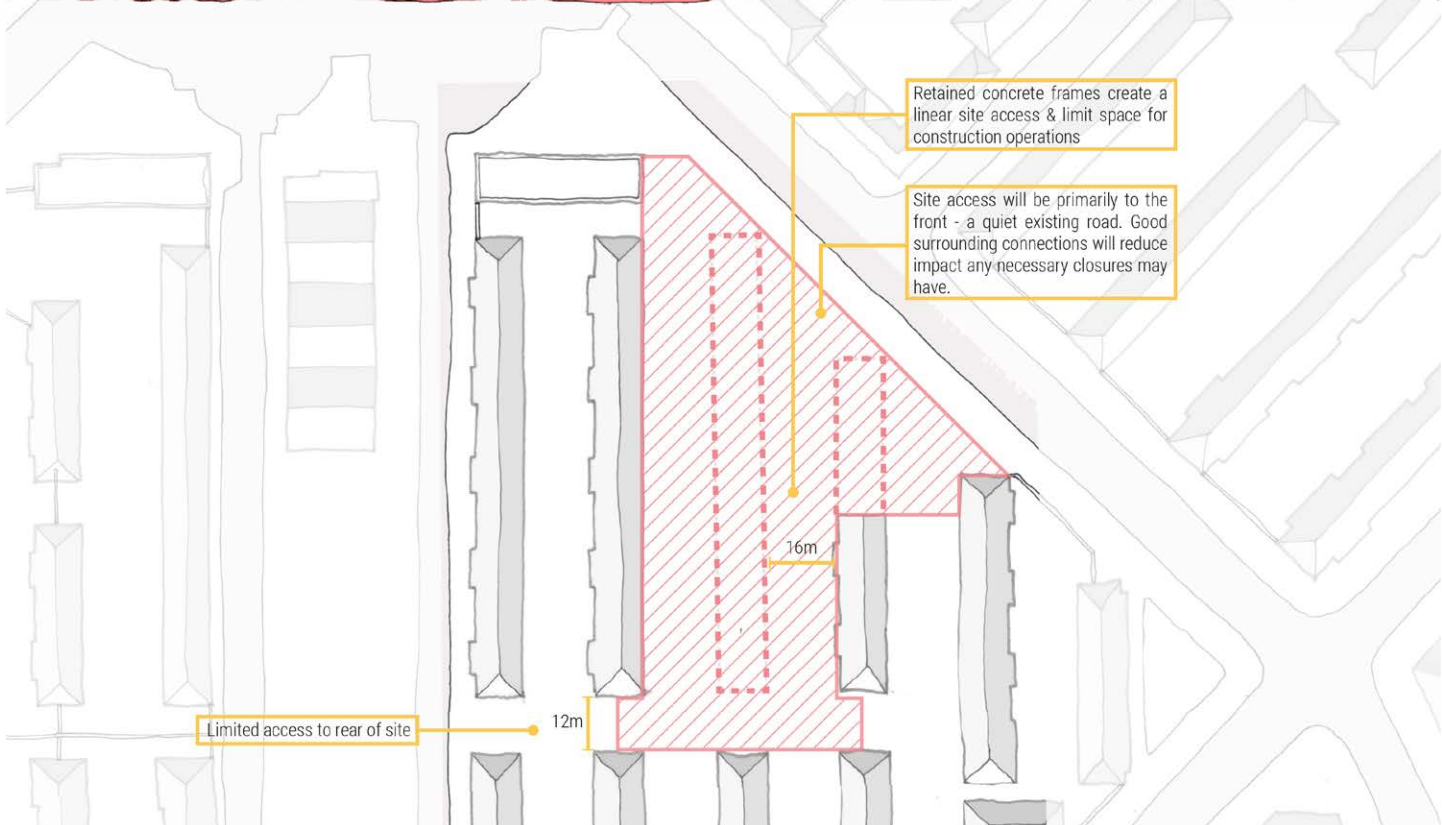 Retained concrete frames create a
linear site access & limit space for
construction operations
Site access will be primarily to the
front - a quiet existing road. Good
surrounding connections will reduce
impact any necessary closures may
have.
16m
12m
Limited access to rear of site